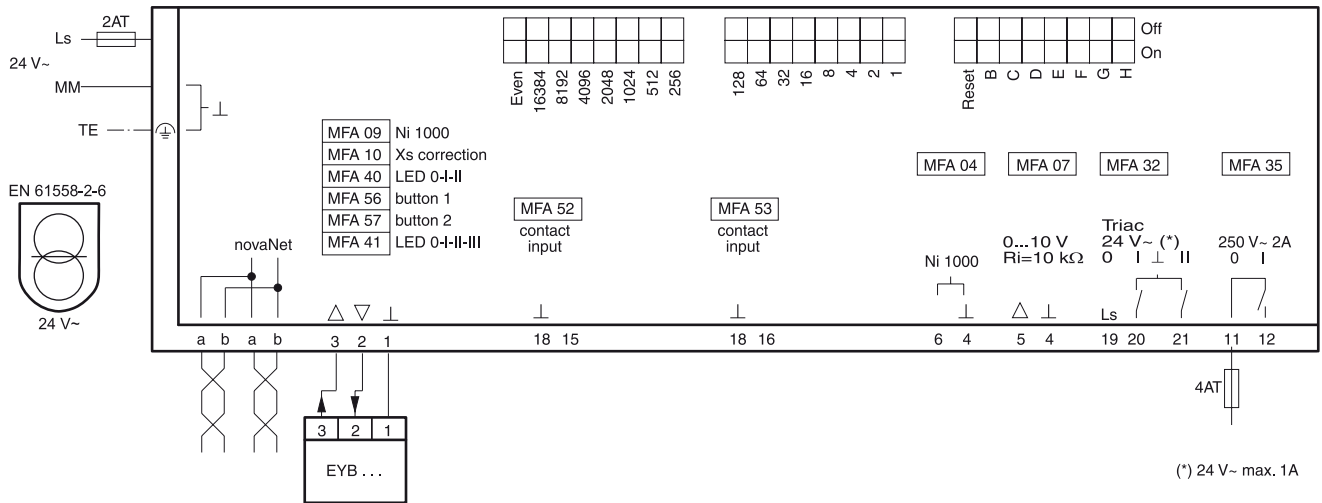 2AT
Ls
24 V~
MM
TE
EN 61558-2-6
24 V~
Off
On
Even
16384
8192
4096
2048
1024
512
256
128
64
32
16
8
4
2
1
Reset
B
C
D
E
F
G
H
MFA 09 Ni 1000
MFA 10 Xs correction
MFA 40 LED 0-I-II
MFA 56 button 1
MFA 57 button 2
MFA 41 LED 0-I-II-III
MFA 52
contact
input
MFA 53
contact
input
MFA 04
Ni 1000
MFA 07
0...10 V
Ri=10 kΩ
MFA 32
Triac
24 V~ (*)
0 I ⊥ II
Ls
MFA 35
250 V~ 2A
0 I
novaNet
a b a b
3 2 1
18 15
18 16
6 4
5 4
19 20 21
11 12
4AT
3 2 1
EYB . . .
(*) 24 V~ max. 1A